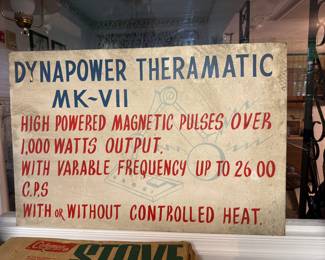 DYNAPOWER THERAMATIC
MK~VII
HIGH POWERED MAGNETIC PULSES OVER
1,000 WATTS OUTPUT.
WITH VARABLE FREQUENCY UP TO 26 00
C.P.S
WITH OR WITHOUT CONTROLLED HEAT.
Coleman
STOVE